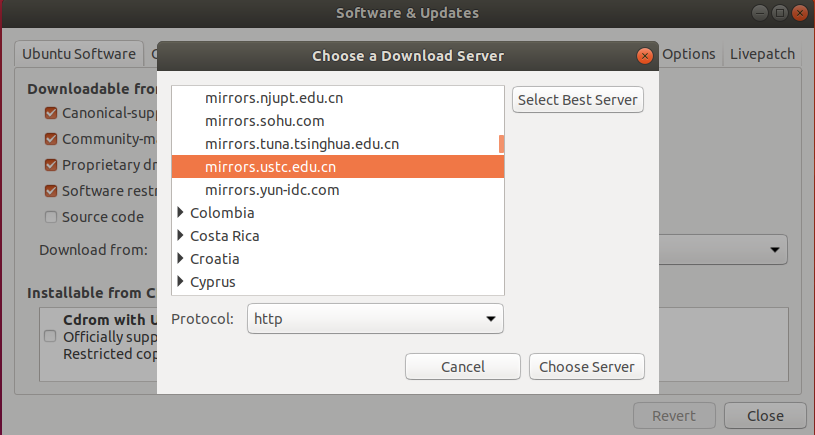 Software & Updates
Ubuntu Software
Options
Livepatch
Choose a Download Server
mirrors.njupt.edu.cn
Select Best Server
mirrors.sohu.com
mirrors.tuna.tsinghua.edu.cn
mirrors.ustc.edu.cn
mirrors.yun-idc.com
Colombia
Costa Rica
Croatia
Cyprus
Protocol:
http
Cancel
Choose Server
Downloadable from
Canonical-supp
Community-ma
Proprietary dr
Software restr
Source code
Download from:
Installable from C
Cdrom with U
Officially supp
Restricted cop
Revert
Close